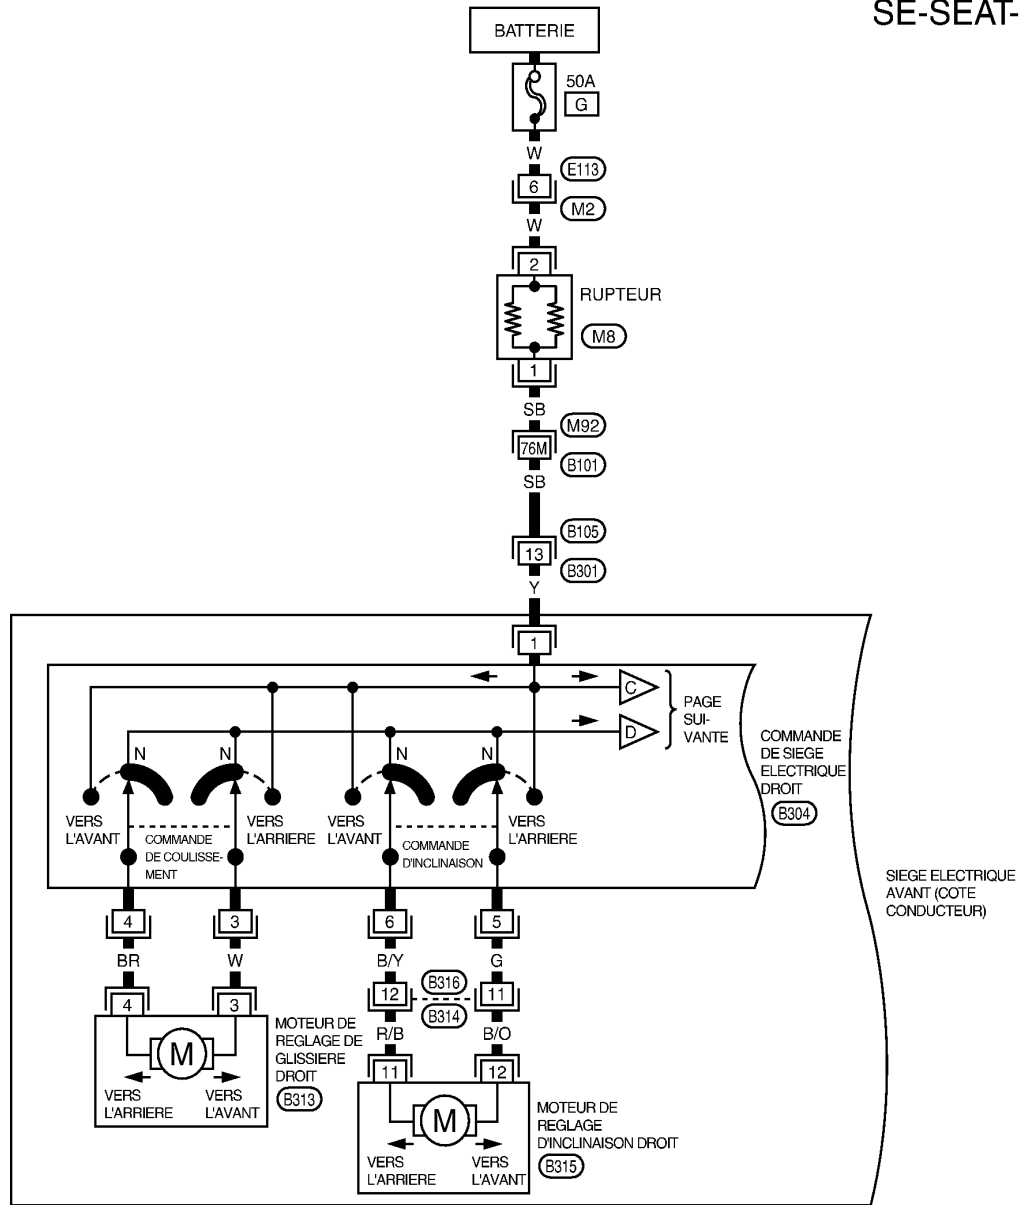 SE-SEAT-
BATTERIE
50A
G
W
E113
6
M2
W
2
RUPTEUR
M8
1
SB
M92
76M
B101
SB
B105
13
B301
Y
1
C
D
PAGE
SUI-
VANTE
COMMANDE
DE SIEGE
ELECTRIQUE
DROIT
B304
N
N
N
N
VERS
L'AVANT
COMMANDE
DE COULISSE-
MENT
VERS
L'ARRIERE
VERS
L'AVANT
COMMANDE
D'INCLINAISON
VERS
L'ARRIERE
SIEGE ELECTRIQUE
AVANT (COTE
CONDUCTEUR)
4
3
6
5
BR
W
B/Y
G
B316
12
11
B314
R/B
B/O
4
3
11
12
M
MOTEUR DE
REGLAGE DE
GLISSIERE
DROIT
B313
VERS
L'ARRIERE
VERS
L'AVANT
M
MOTEUR DE
REGLAGE
D'INCLINAISON DROIT
B315
VERS
L'ARRIERE
VERS
L'AVANT